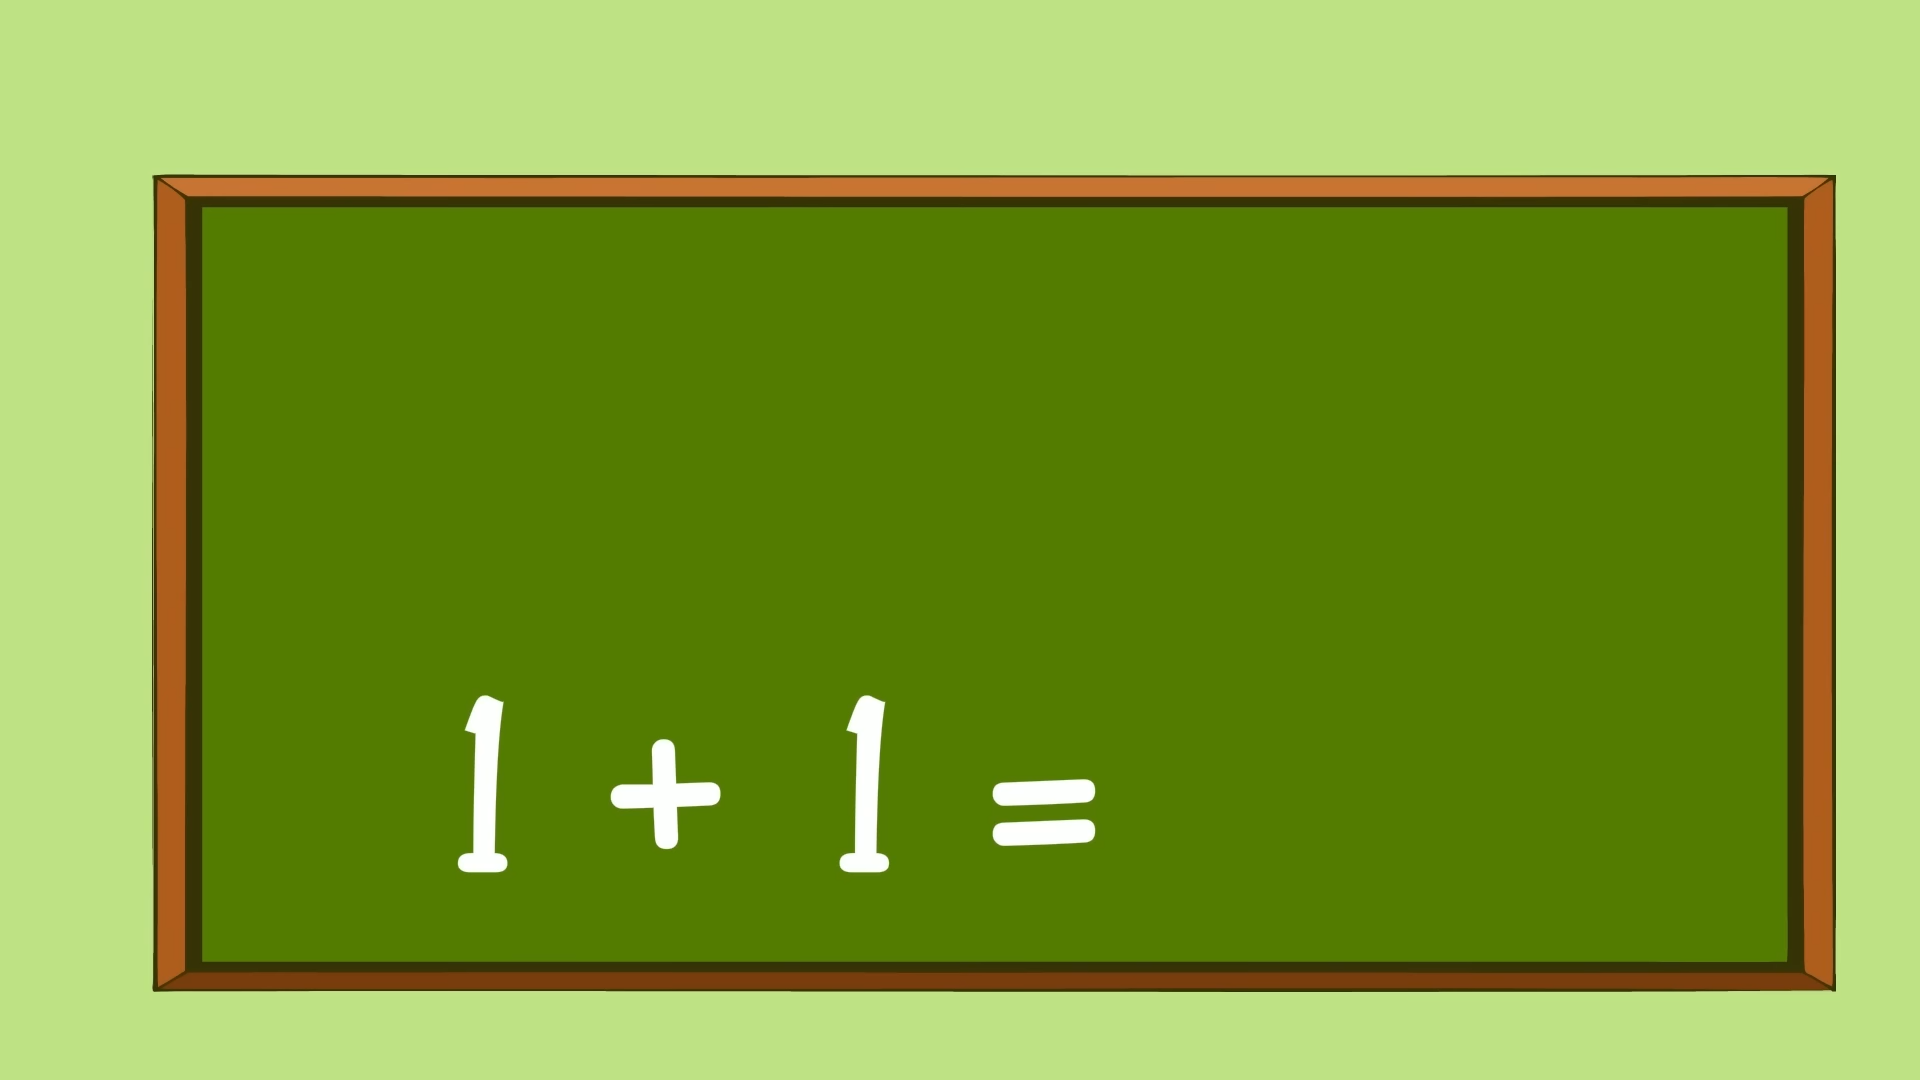 1 + 1 =